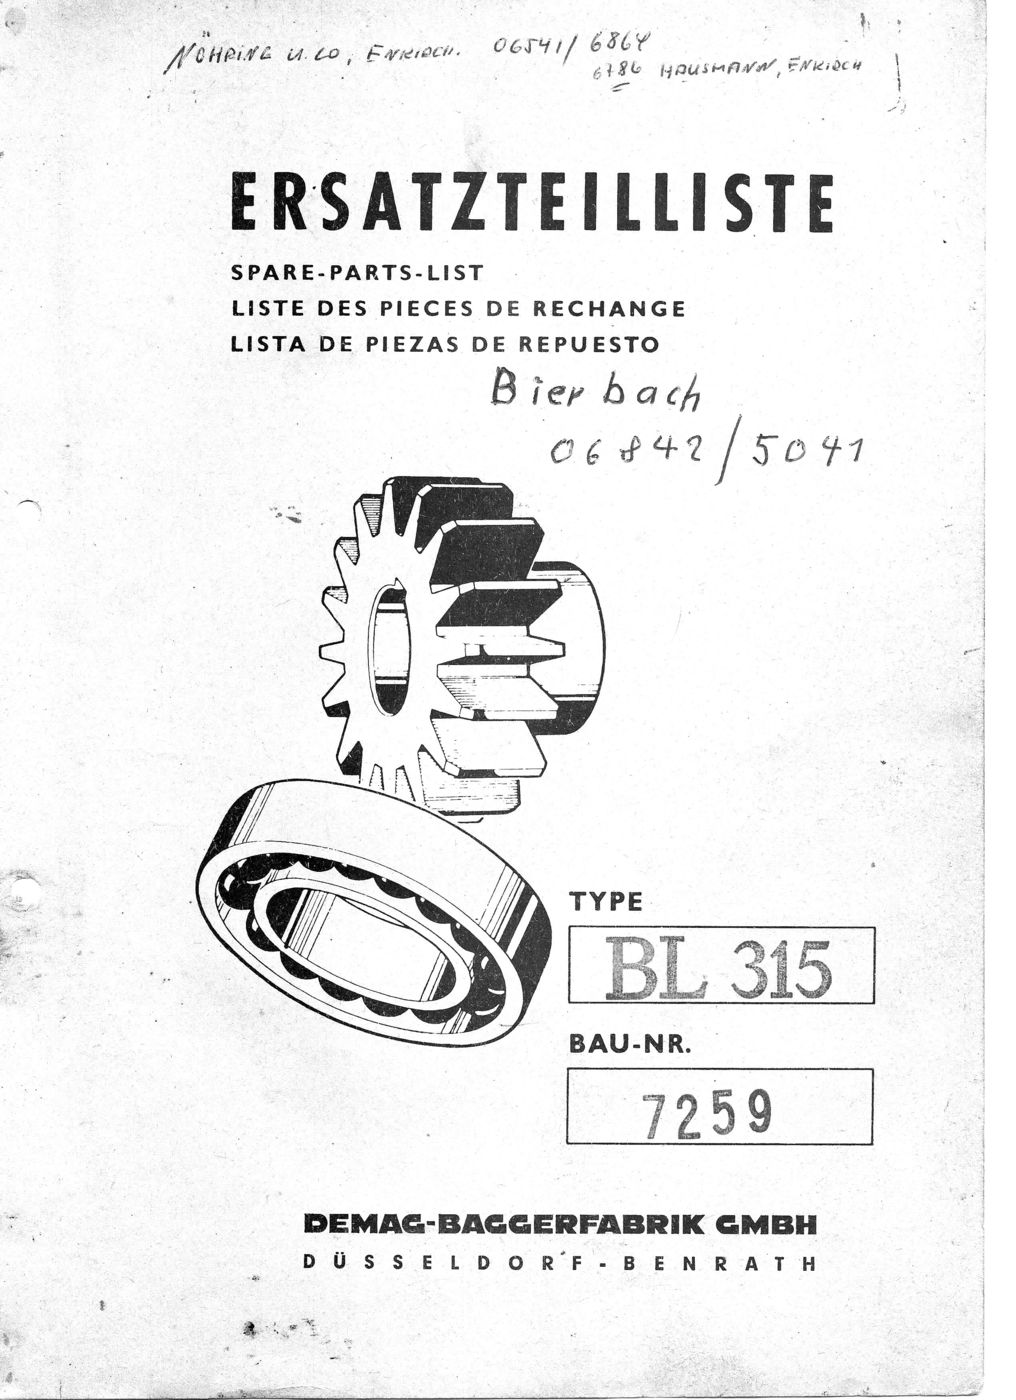 NÖHRING U. CO, ENKIRCH. 06541/6864
6786 HAUSMANN, ENKIRCH
ERSATZTEILLISTE
SPARE-PARTS-LIST
LISTE DES PIECES DE RECHANGE
LISTA DE PIEZAS DE REPUESTO
Bierbach
06842/5041
TYPE
BL 315
BAU-NR.
7259
DEMAG-BAGGERFABRIK GMBH
DÜSSELDORF-BENRATH